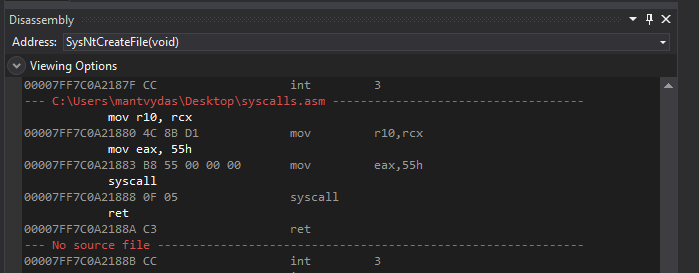 Disassembly
Address: SysNtCreateFile(void)
Viewing Options
00007FF7C0A2187F CC int 3
--- C:\Users\mantvydas\Desktop\syscalls.asm ------------------------------------
mov r10, rcx
00007FF7C0A21880 4C 8B D1 mov r10,rcx
mov eax, 55h
00007FF7C0A21883 B8 55 00 00 00 mov eax,55h
syscall
00007FF7C0A21888 0F 05 syscall
ret
00007FF7C0A2188A C3 ret
--- No source file -------------------------------------------------------------
00007FF7C0A2188B CC int 3